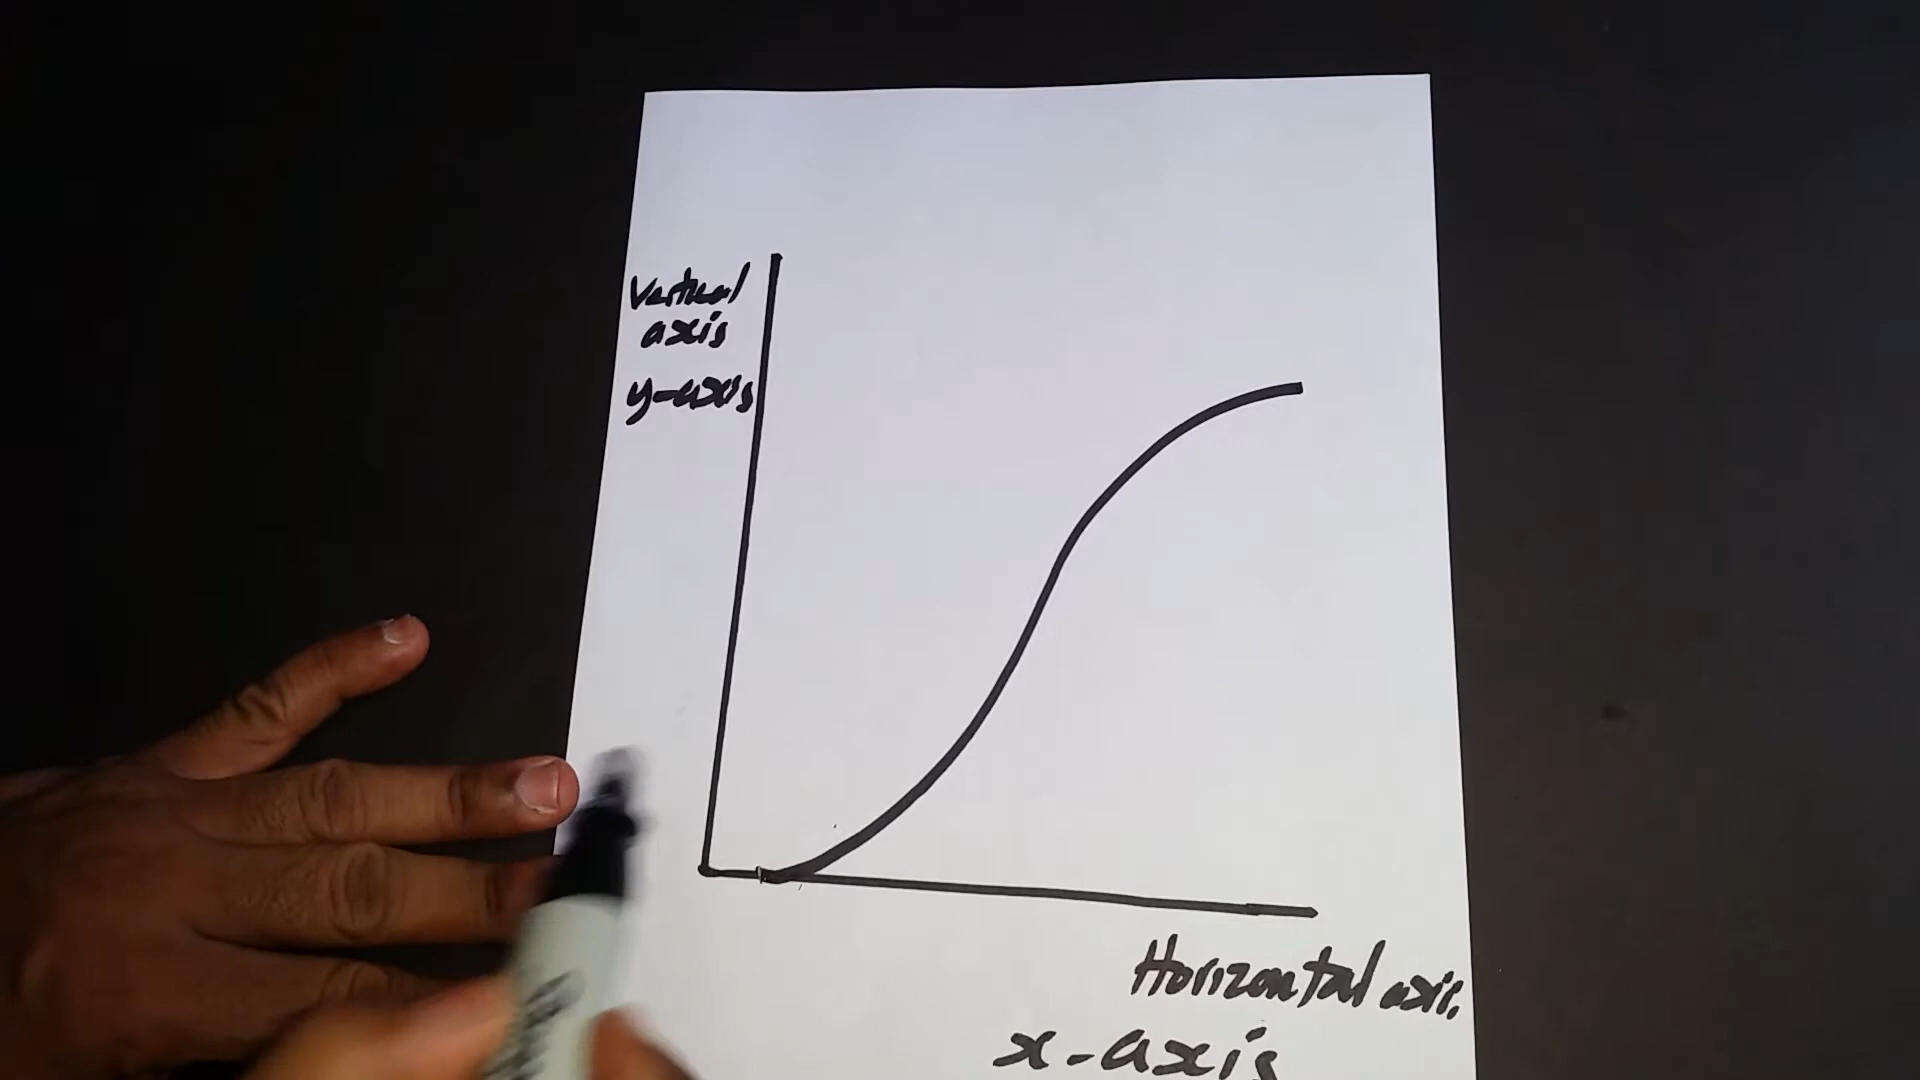 Vertical
axis
y-axis
Horizontal axis.
x-axis